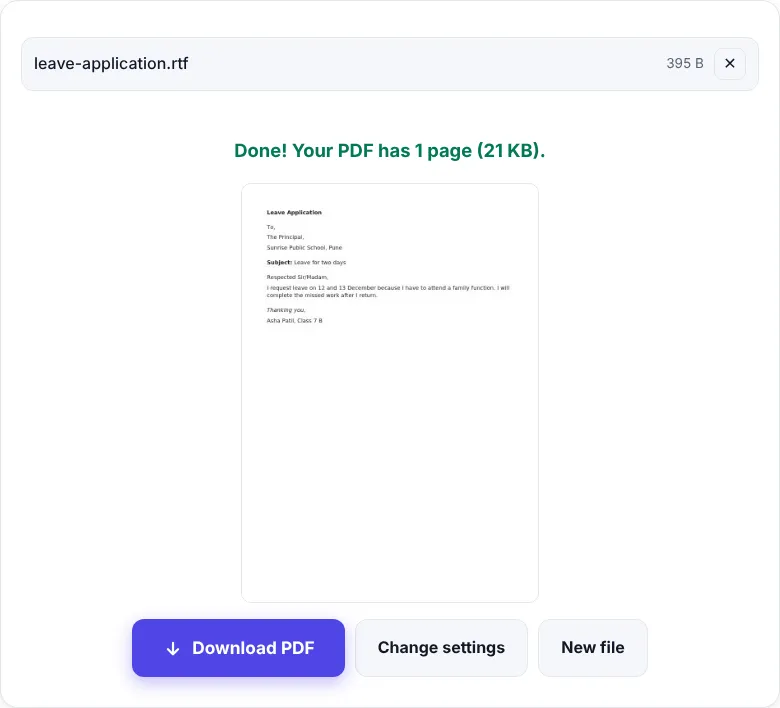 leave-application.rtf
395 B
Done! Your PDF has 1 page (21 KB).
Leave Application
To,
The Principal,
Sunrise Public School, Pune
Subject: Leave for two days
Respected Sir/Madam,
I request leave on 12 and 13 December because I have to attend a family function. I will
complete the missed work after I return.
Thanking you,
Asha Patil, Class 7 B
Download PDF
Change settings
New file